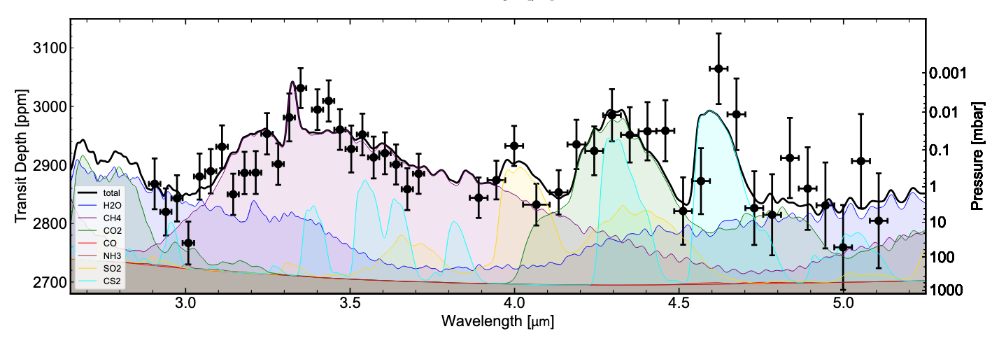 3100
3000
2900
2800
2700
Transit Depth [ppm]
total
H2O
CH4
CO2
CO
NH3
SO2
CS2
3.0
3.5
4.0
4.5
5.0
Wavelength [μm]
0.001
0.01
0.1
1
10
100
1000
Pressure [mbar]